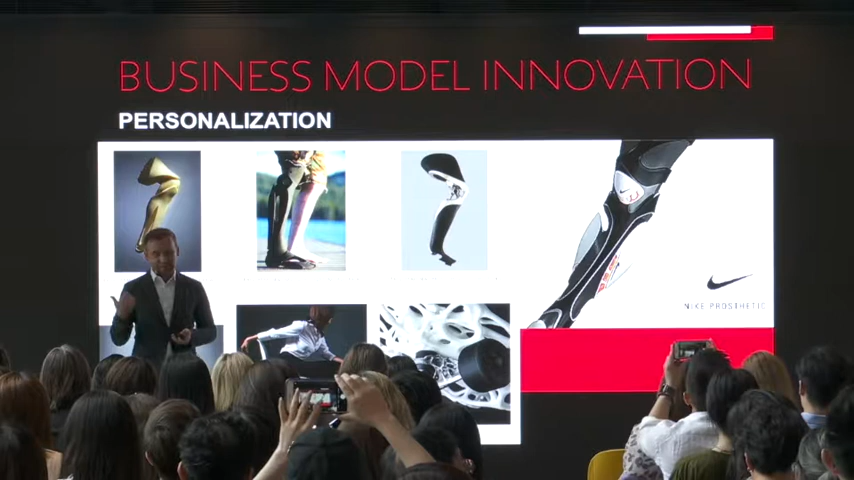 BUSINESS MODEL INNOVATION
PERSONALIZATION
NIKE PROSTHETIC